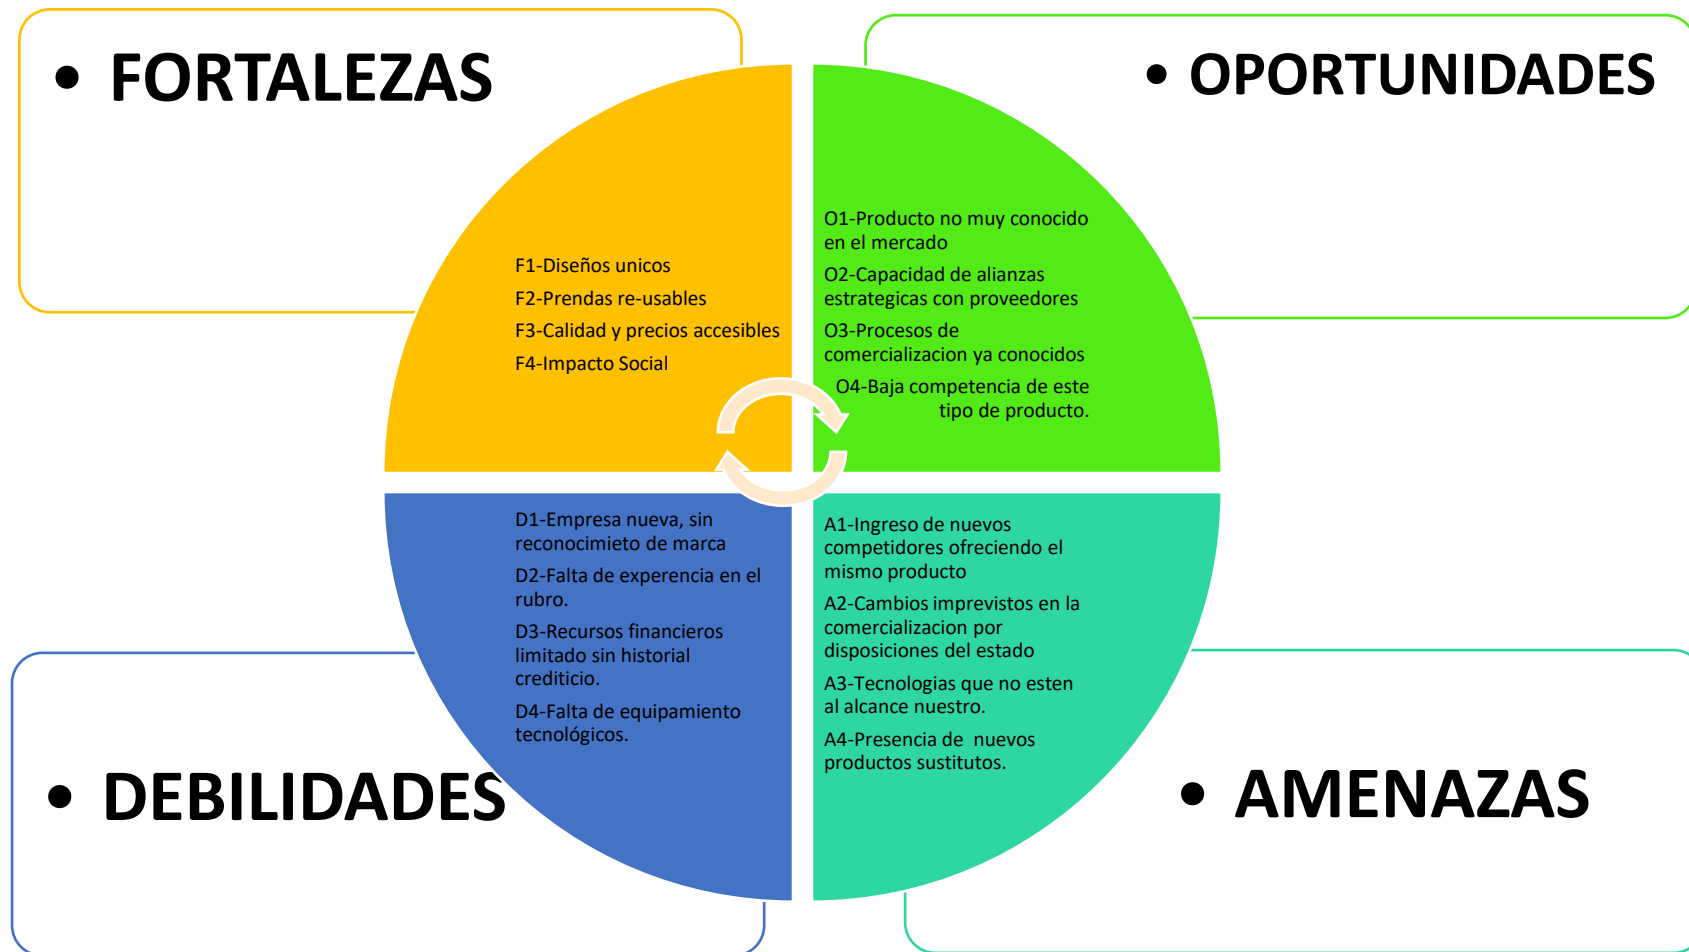 • FORTALEZAS
F1-Diseños unicos
F2-Prendas re-usables
F3-Calidad y precios accesibles
F4-Impacto Social
• OPORTUNIDADES
O1-Producto no muy conocido
en el mercado
O2-Capacidad de alianzas
estrategicas con proveedores
O3-Procesos de
comercializacion ya conocidos
O4-Baja competencia de este
tipo de producto.
• DEBILIDADES
D1-Empresa nueva, sin
reconocimieto de marca
D2-Falta de experencia en el
rubro.
D3-Recursos financieros
limitado sin historial
crediticio.
D4-Falta de equipamiento
tecnológicos.
• AMENAZAS
A1-Ingreso de nuevos
competidores ofreciendo el
mismo producto
A2-Cambios imprevistos en la
comercializacion por
disposiciones del estado
A3-Tecnologias que no esten
al alcance nuestro.
A4-Presencia de  nuevos
productos sustitutos.